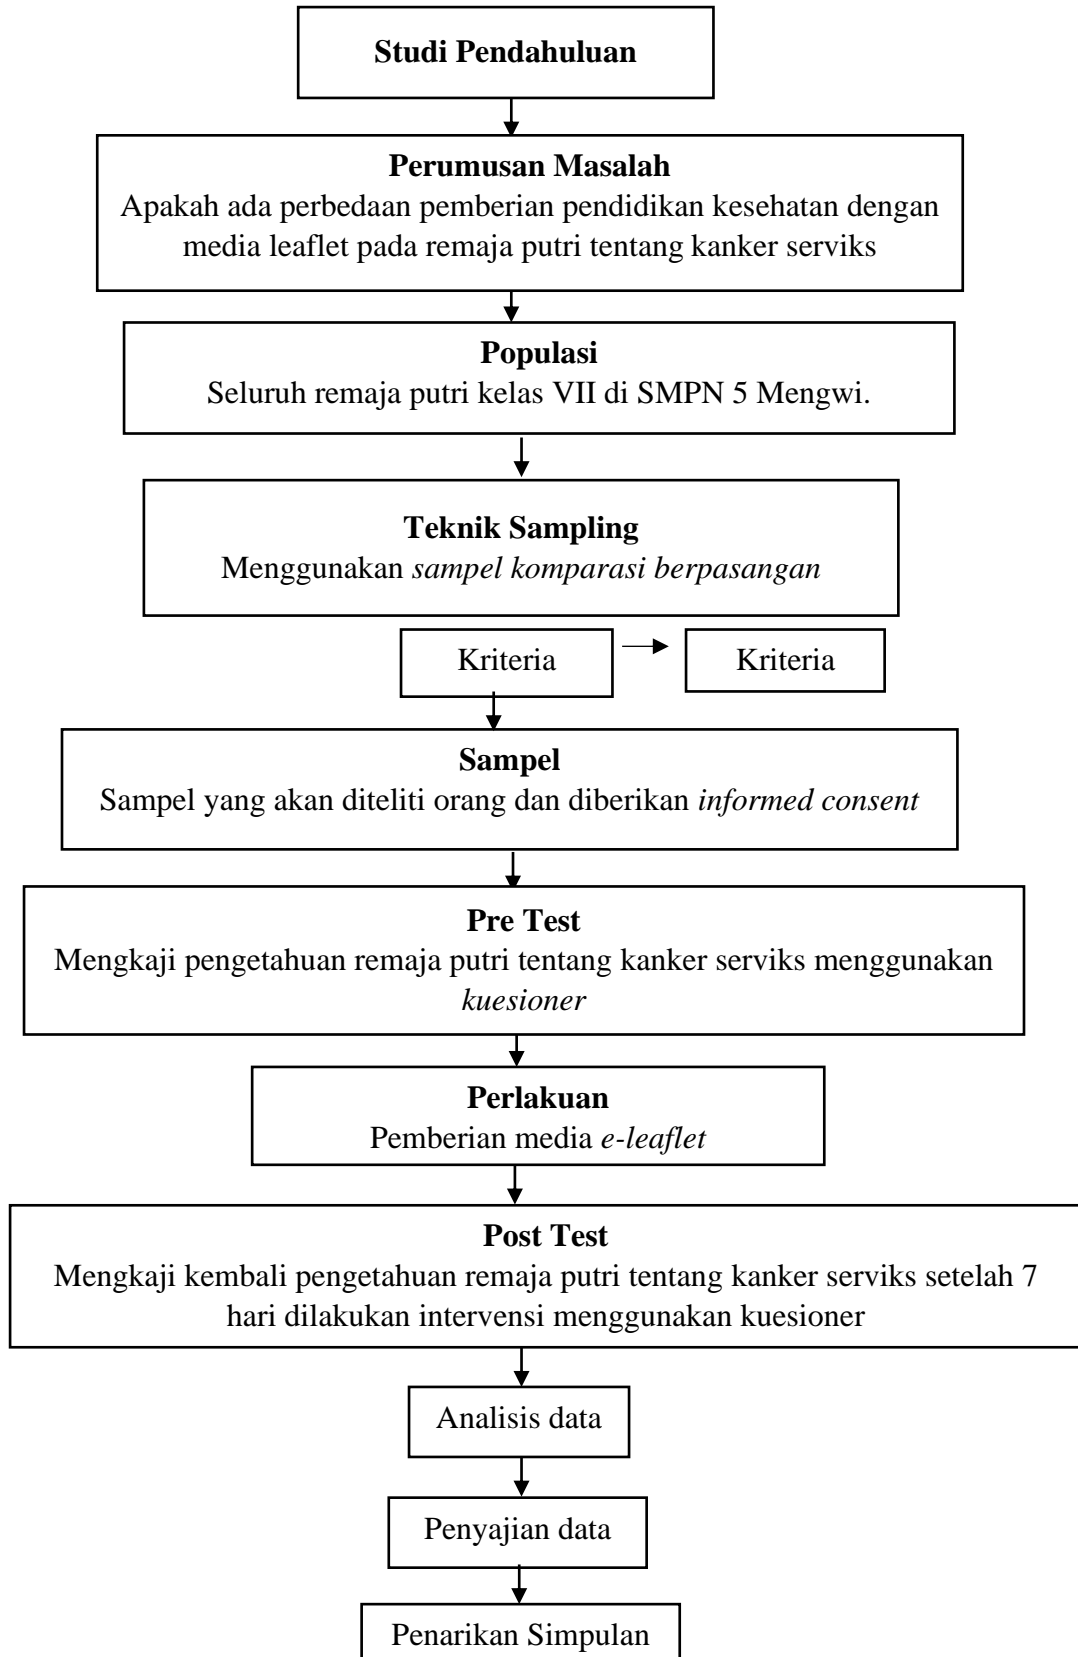 Studi Pendahuluan
Perumusan Masalah
Apakah ada perbedaan pemberian pendidikan kesehatan dengan
media leaflet pada remaja putri tentang kanker serviks
Populasi
Seluruh remaja putri kelas VII di SMPN 5 Mengwi.
Teknik Sampling
Menggunakan sampel komparasi berpasangan
Kriteria
Kriteria
Sampel
Sampel yang akan diteliti orang dan diberikan informed consent
Pre Test
Mengkaji pengetahuan remaja putri tentang kanker serviks menggunakan
kuesioner
Perlakuan
Pemberian media e-leaflet
Post Test
Mengkaji kembali pengetahuan remaja putri tentang kanker serviks setelah 7
hari dilakukan intervensi menggunakan kuesioner
Analisis data
Penyajian data
Penarikan Simpulan